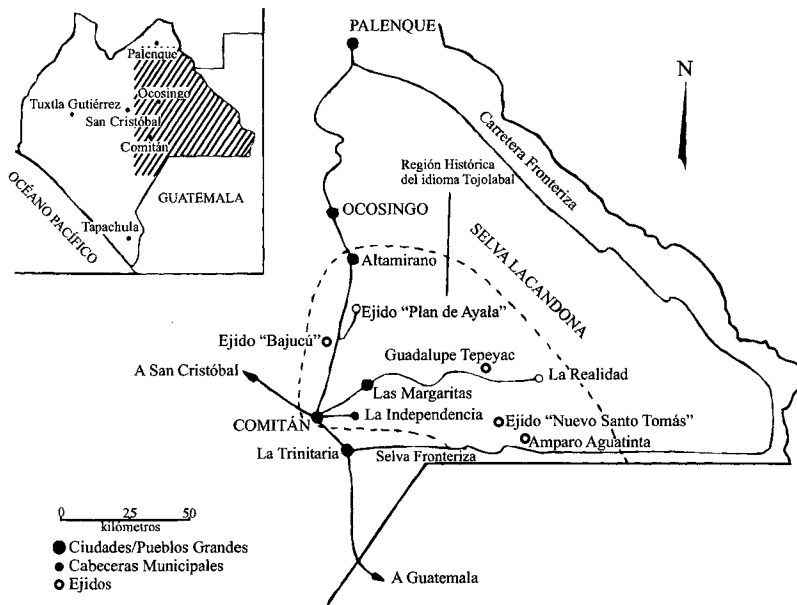 Palenque
Ocosingo
Tuxtla Gutiérrez
San Cristóbal
Comitán
GUATEMALA
OCÉANO PACÍFICO
Tapachula
PALENQUE
N
Carretera Fronteriza
Región Histórica
del idioma Tojolabal
OCOSINGO
SELVA LACANDONA
Altamirano
Ejido "Plan de Ayala"
Ejido "Bajucú"
Guadalupe Tepeyac
A San Cristóbal
La Realidad
Las Margaritas
La Independencia
COMITÁN
Ejido "Nuevo Santo Tomás"
Amparo Aguatinta
La Trinitaria
Selva Fronteriza
0 25 50
kilómetros
Ciudades/Pueblos Grandes
Cabeceras Municipales
Ejidos
A Guatemala